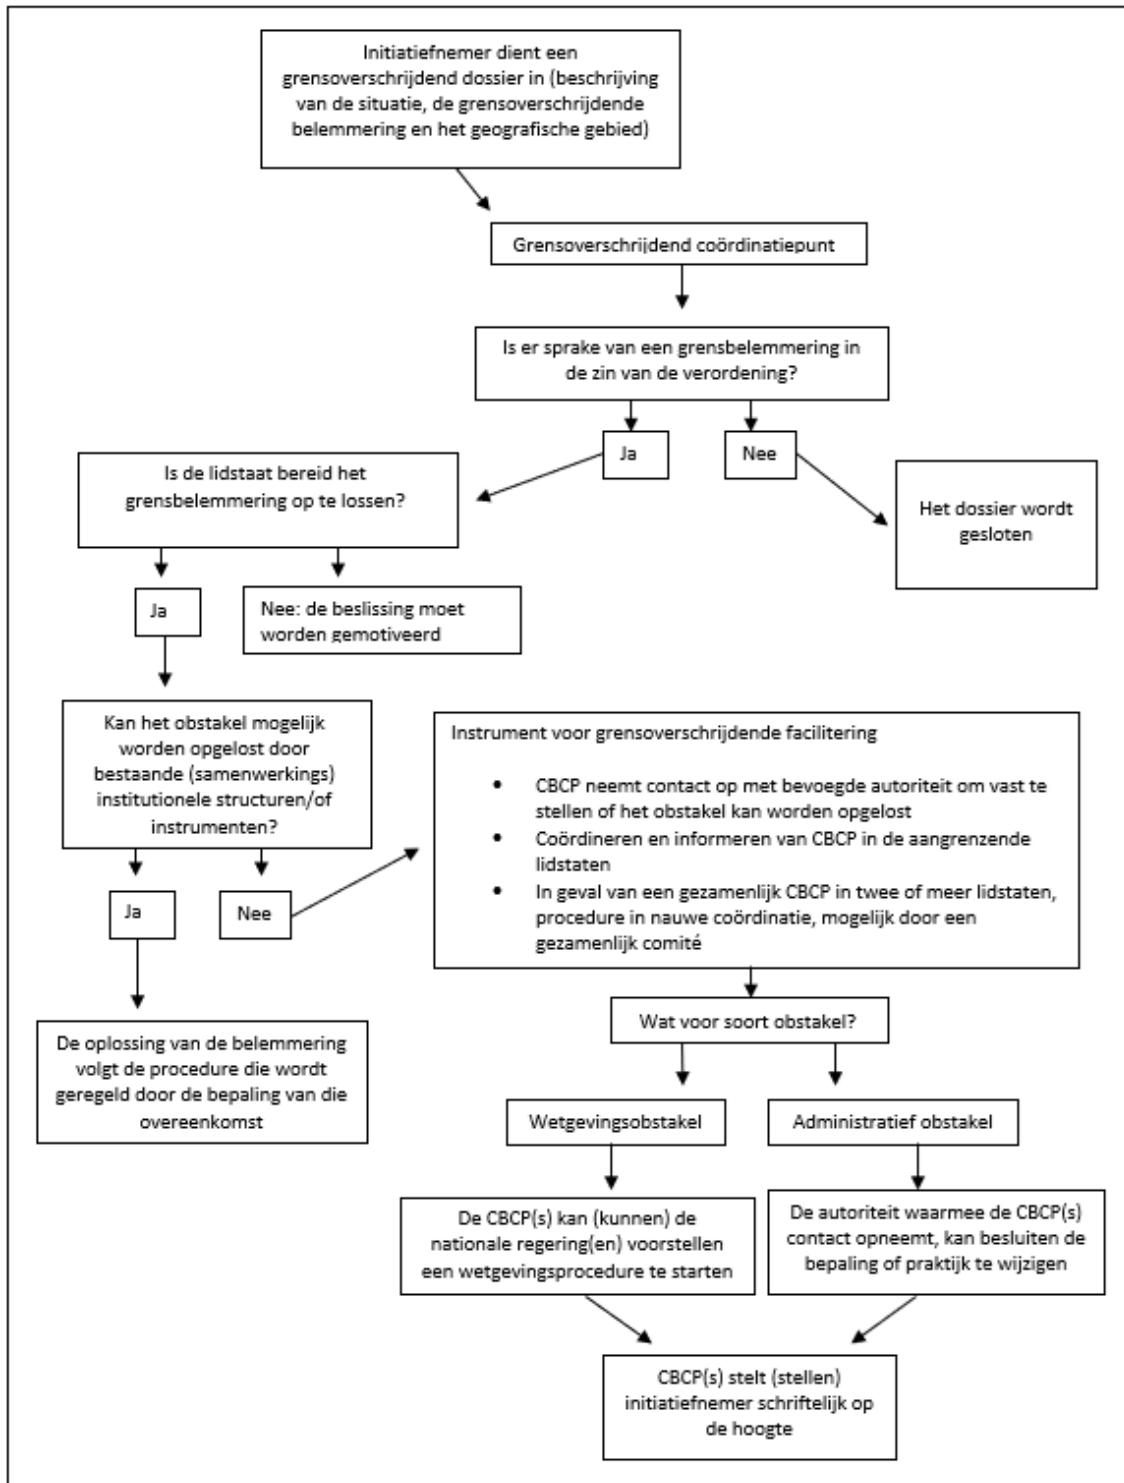 Initiatiefnemer dient een
grensoverschrijdend dossier in (beschrijving
van de situatie, de grensoverschrijdende
belemmering en het geografische gebied)
Grensoverschrijdend coördinatiepunt
Is er sprake van een grensbelemmering in
de zin van de verordening?
Ja
Nee
Is de lidstaat bereid het
grensbelemmering op te lossen?
Het dossier wordt
gesloten
Ja
Nee: de beslissing moet
worden gemotiveerd
Kan het obstakel mogelijk
worden opgelost door
bestaande (samenwerkings)
institutionele structuren/of
instrumenten?
Instrument voor grensoverschrijdende facilitering
• CBCP neemt contact op met bevoegde autoriteit om vast te
stellen of het obstakel kan worden opgelost
• Coördineren en informeren van CBCP in de aangrenzende
lidstaten
• In geval van een gezamenlijk CBCP in twee of meer lidstaten,
procedure in nauwe coördinatie, mogelijk door een
gezamenlijk comité
Ja
Nee
De oplossing van de belemmering
volgt de procedure die wordt
geregeld door de bepaling van die
overeenkomst
Wat voor soort obstakel?
Wetgevingsobstakel
Administratief obstakel
De CBCP(s) kan (kunnen) de
nationale regering(en) voorstellen
een wetgevingsprocedure te starten
De autoriteit waarmee de CBCP(s)
contact opneemt, kan besluiten de
bepaling of praktijk te wijzigen
CBCP(s) stelt (stellen)
initiatiefnemer schriftelijk op
de hoogte